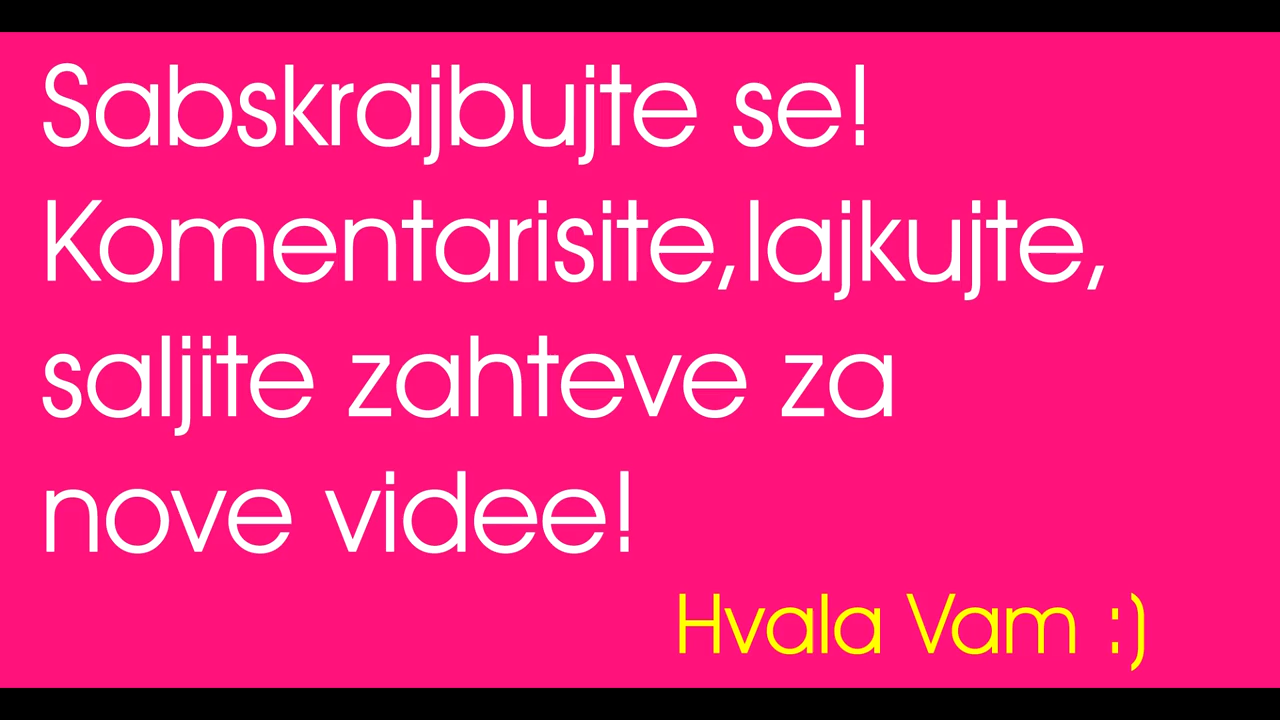 Sabskrajbujte se!
Komentarisite,lajkujte,
saljite zahteve za
nove videe!
Hvala Vam :)